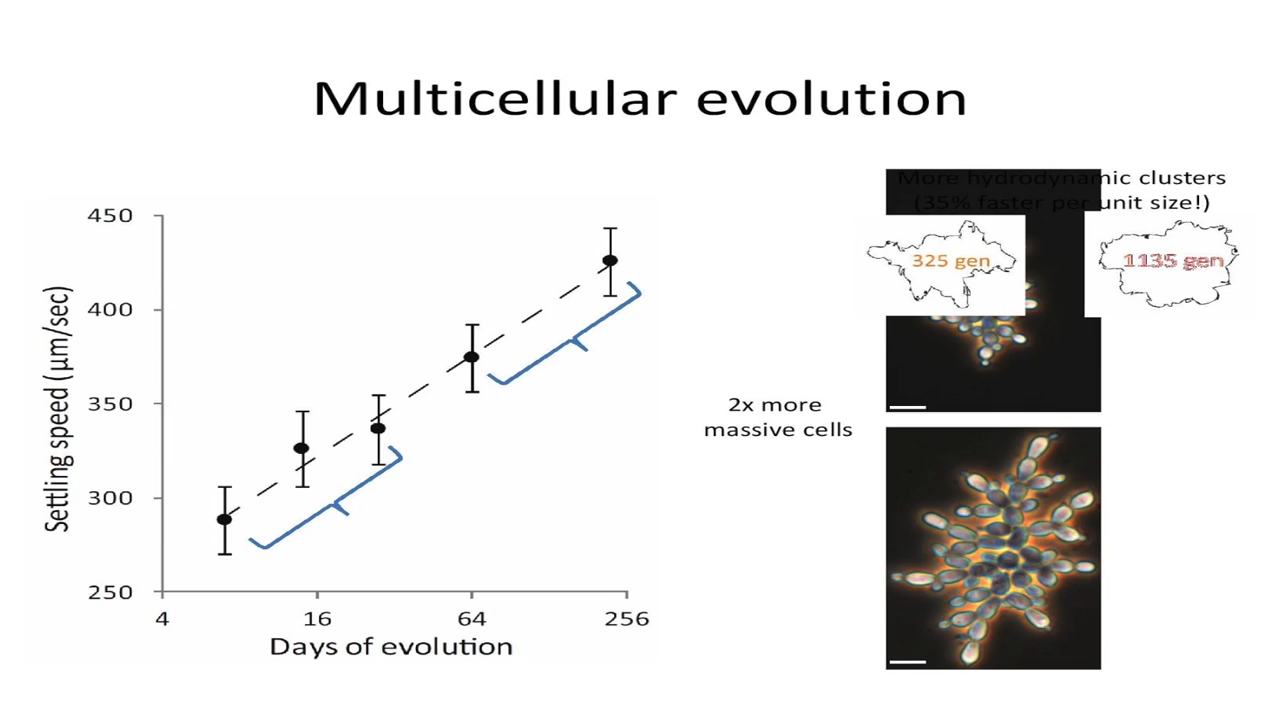 Multicellular evolution
More hydrodynamic clusters
(35% faster per unit size!)
325 gen
1135 gen
450
400
350
300
250
Settling speed (µm/sec)
4 16 64 256
Days of evolution
2x more
massive cells